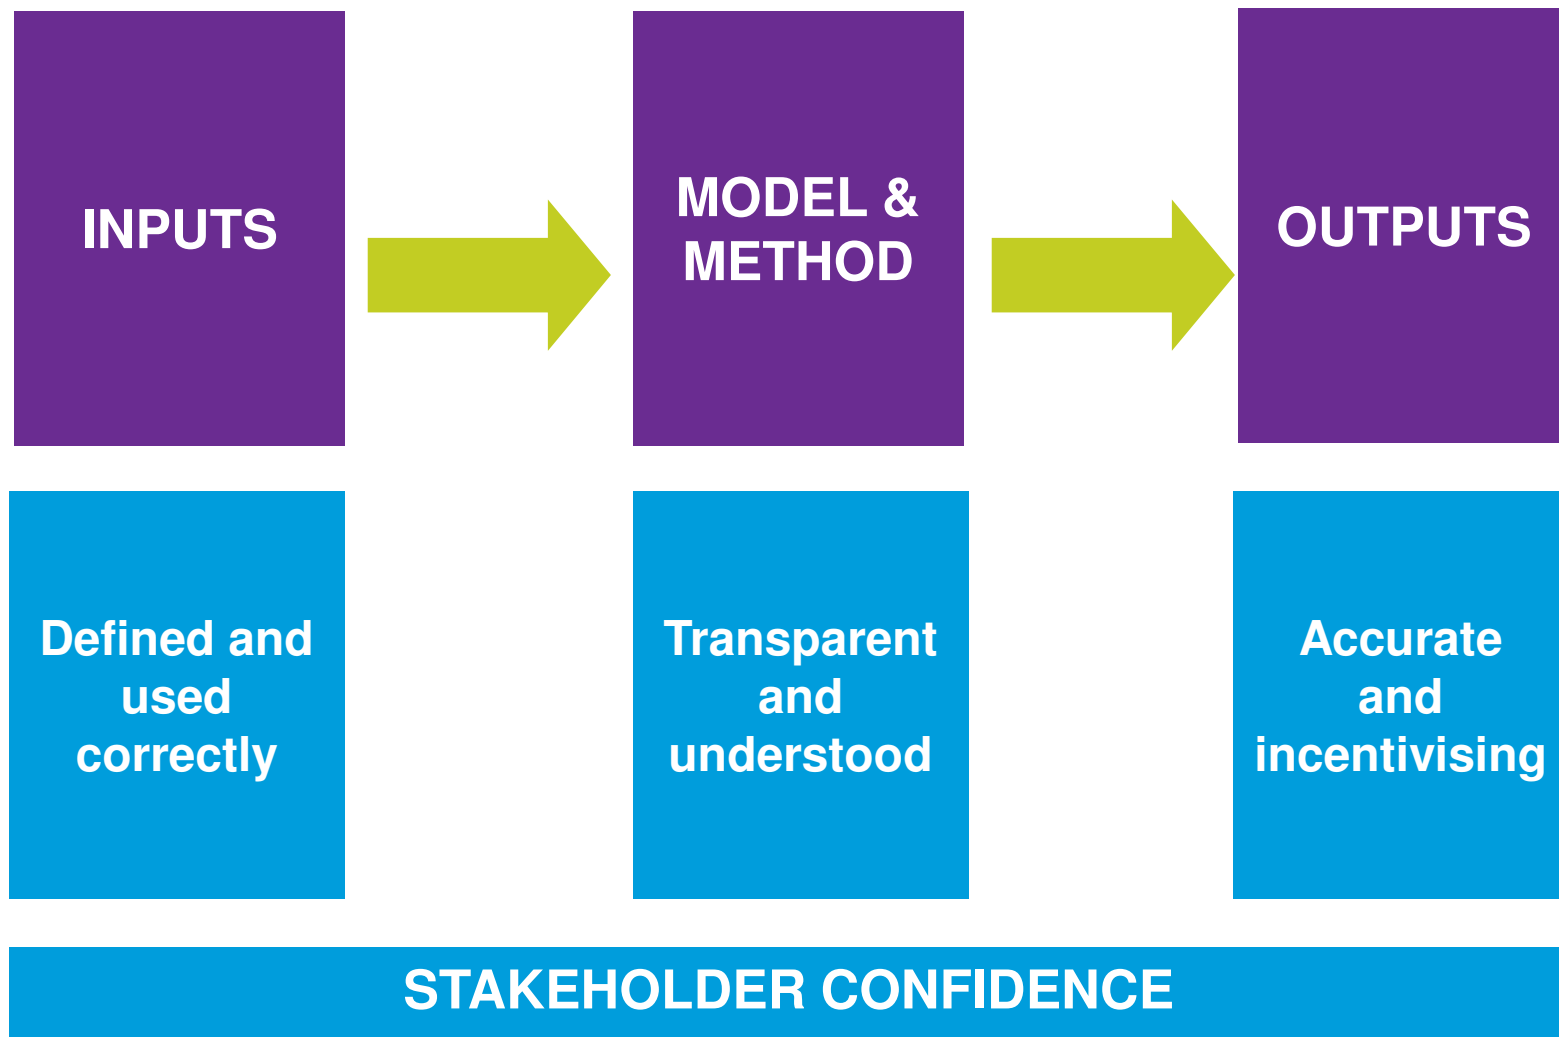 INPUTS
MODEL &
METHOD
OUTPUTS
Defined and
used
correctly
Transparent
and
understood
Accurate
and
incentivising
STAKEHOLDER CONFIDENCE